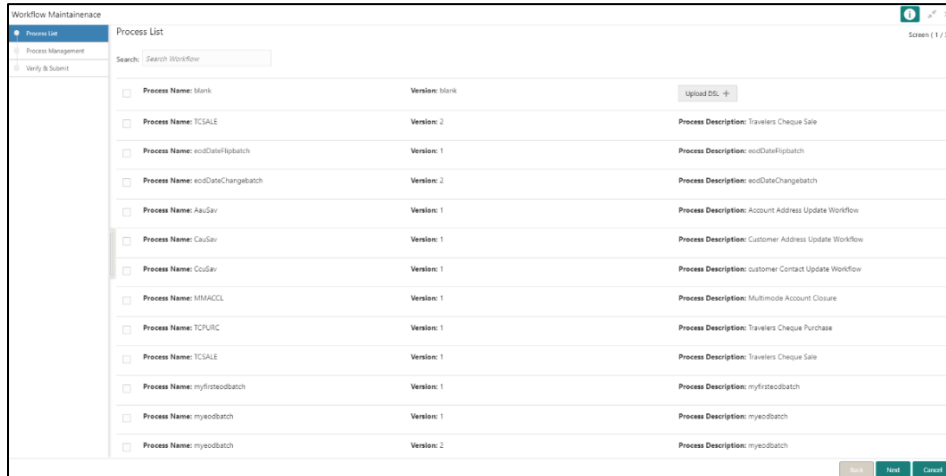 Workflow Maintainenace
Process List
Process Management
Verify & Submit
Process List
Screen ( 1 / 
Search: Search Workflow
Process Name: blank Version: blank Upload DSL +
Process Name: TCSALE Version: 2 Process Description: Travelers Cheque Sale
Process Name: eodDateFlipbatch Version: 1 Process Description: eodDateFlipbatch
Process Name: eodDateChangebatch Version: 2 Process Description: eodDateChangebatch
Process Name: AauSav Version: 1 Process Description: Account Address Update Workflow
Process Name: CauSav Version: 1 Process Description: Customer Address Update Workflow
Process Name: CcuSav Version: 1 Process Description: customer Contact Update Workflow
Process Name: MMACCL Version: 1 Process Description: Multimode Account Closure
Process Name: TCPURC Version: 1 Process Description: Travelers Cheque Purchase
Process Name: TCSALE Version: 1 Process Description: Travelers Cheque Sale
Process Name: myfirsteodbatch Version: 1 Process Description: myfirsteodbatch
Process Name: myeodbatch Version: 1 Process Description: myeodbatch
Process Name: myeodbatch Version: 2 Process Description: myeodbatch
Back Next Cancel